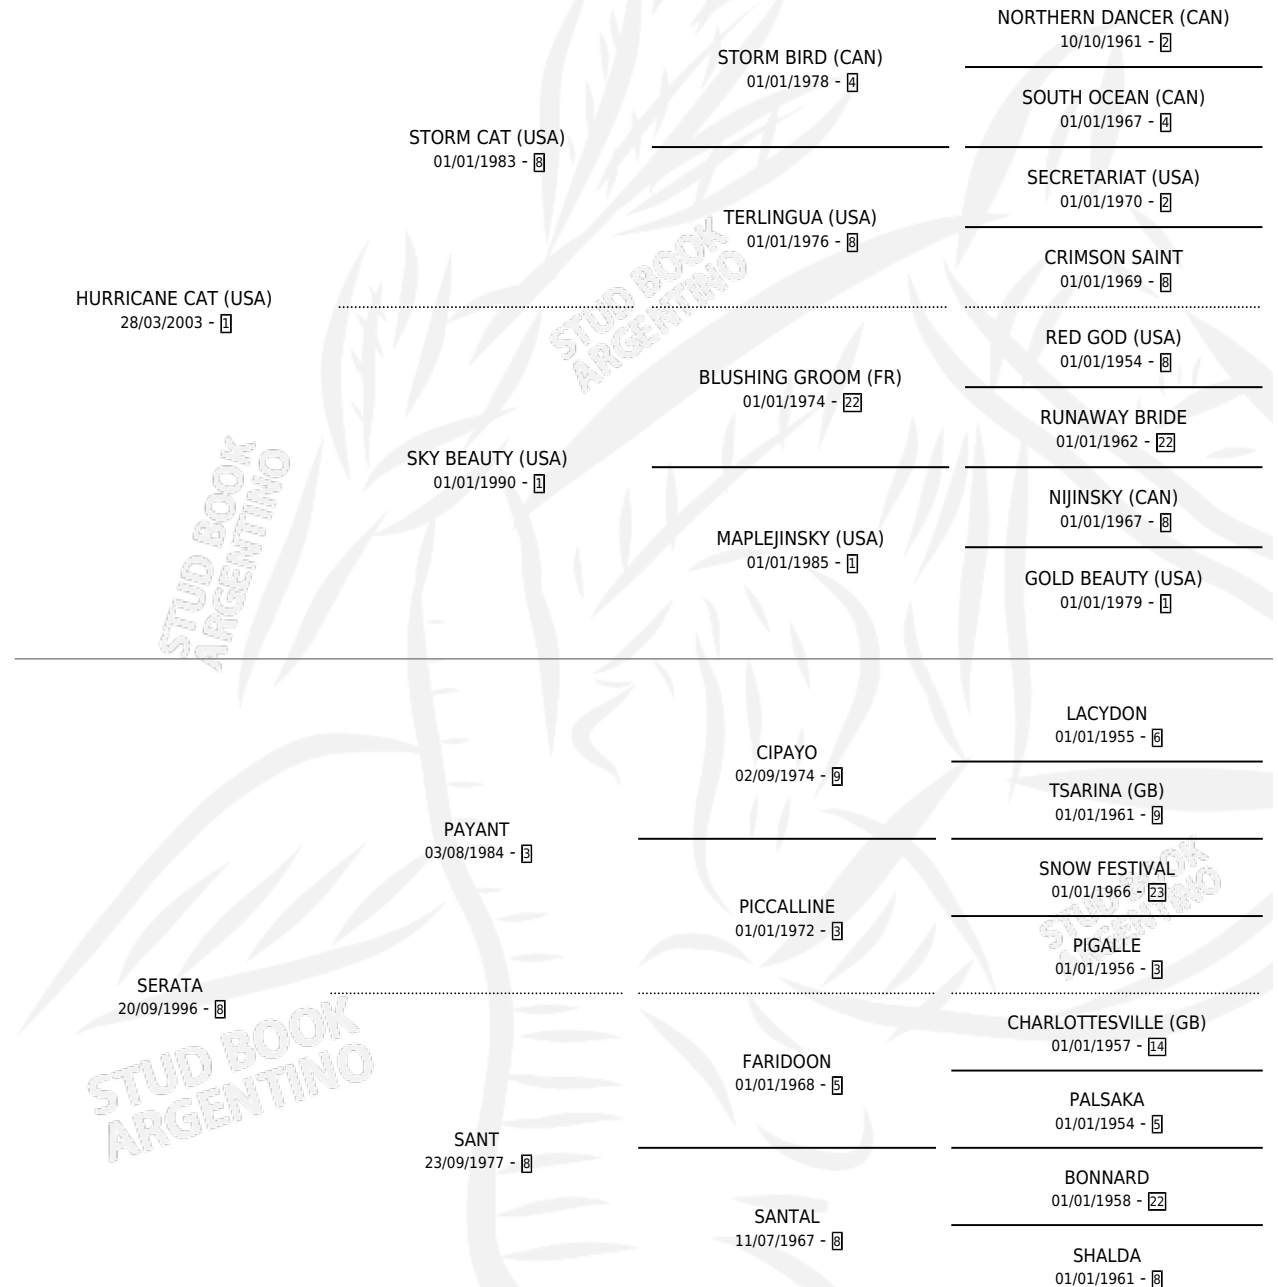 NORTHERN DANCER (CAN)
10/10/1961 - 2
STORM BIRD (CAN)
01/01/1978 - 4
SOUTH OCEAN (CAN)
01/01/1967 - 4
STORM CAT (USA)
01/01/1983 - 8
SECRETARIAT (USA)
01/01/1970 - 2
TERLINGUA (USA)
01/01/1976 - 8
CRIMSON SAINT
01/01/1969 - 8
HURRICANE CAT (USA)
28/03/2003 - 1
RED GOD (USA)
01/01/1954 - 8
BLUSHING GROOM (FR)
01/01/1974 - 22
RUNAWAY BRIDE
01/01/1962 - 22
SKY BEAUTY (USA)
01/01/1990 - 1
NIJINSKY (CAN)
01/01/1967 - 8
MAPLEJINSKY (USA)
01/01/1985 - 1
GOLD BEAUTY (USA)
01/01/1979 - 1
STUD BOOK
ARGENTINO
STUD BOOK
ARGENTINO
LACYDON
01/01/1955 - 6
CIPAYO
02/09/1974 - 9
TSARINA (GB)
01/01/1961 - 9
PAYANT
03/08/1984 - 3
SNOW FESTIVAL
01/01/1966 - 23
PICCALLINE
01/01/1972 - 3
PIGALLE
01/01/1956 - 3
SERATA
20/09/1996 - 8
CHARLOTTESVILLE (GB)
01/01/1957 - 14
FARIDOON
01/01/1968 - 5
PALSAKA
01/01/1954 - 5
SANT
23/09/1977 - 8
BONNARD
01/01/1958 - 22
SANTAL
11/07/1967 - 8
SHALDA
01/01/1961 - 8
STUD BOOK
ARGENTINO
STUD BOOK
ARGENTINO